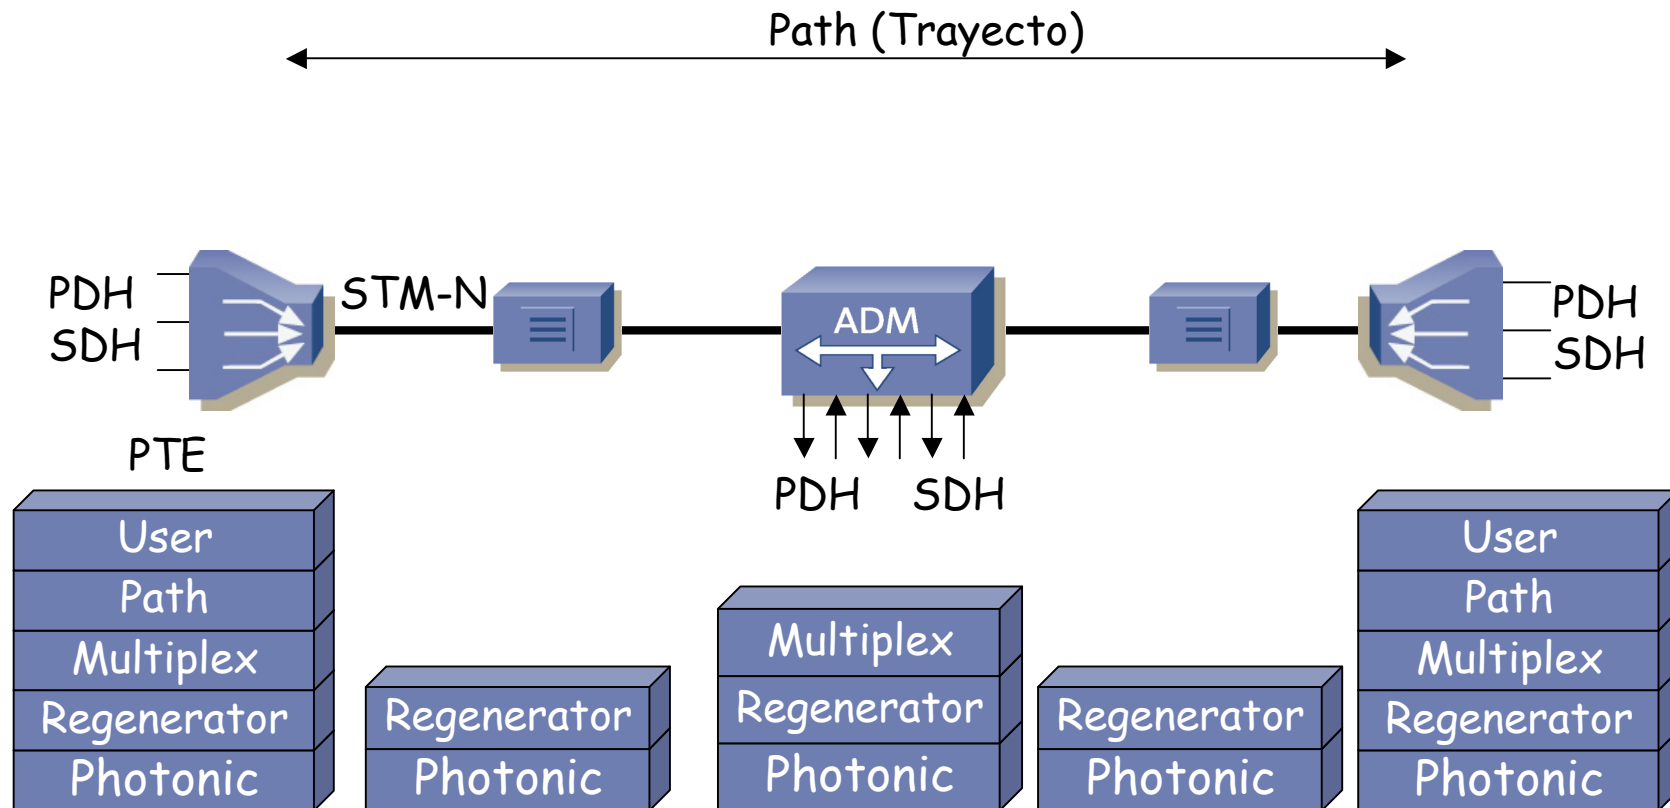 Path (Trayecto)
PDH
SDH
STM-N
ADM
PDH
SDH
PDH SDH
PTE
User
Path
Multiplex
Regenerator
Photonic
Regenerator
Photonic
Multiplex
Regenerator
Photonic
Regenerator
Photonic
User
Path
Multiplex
Regenerator
Photonic